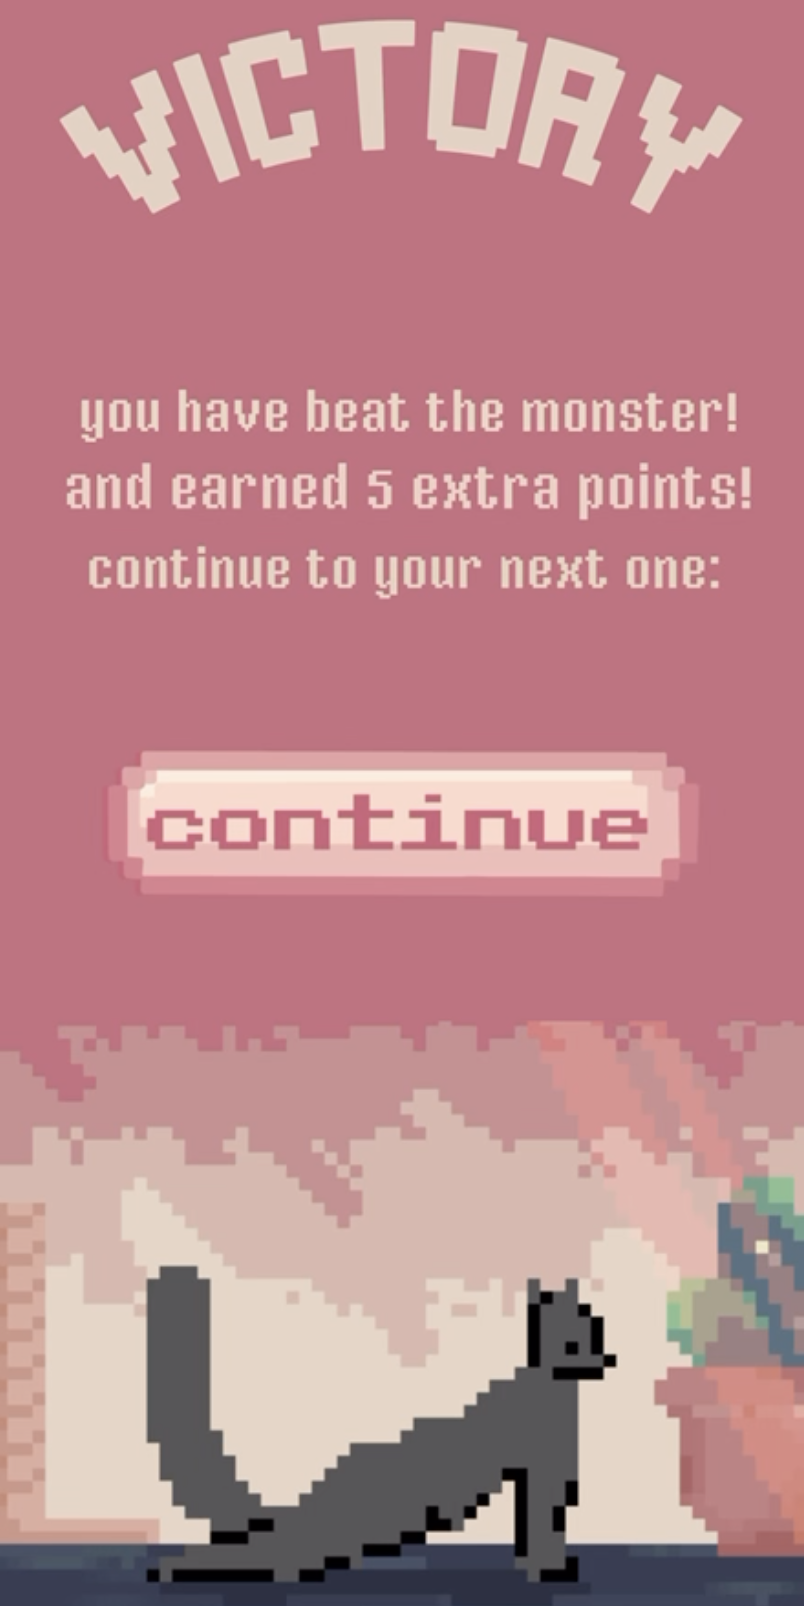 VICTORY
you have beat the monster!
and earned 5 extra points!
continue to your next one:
continue